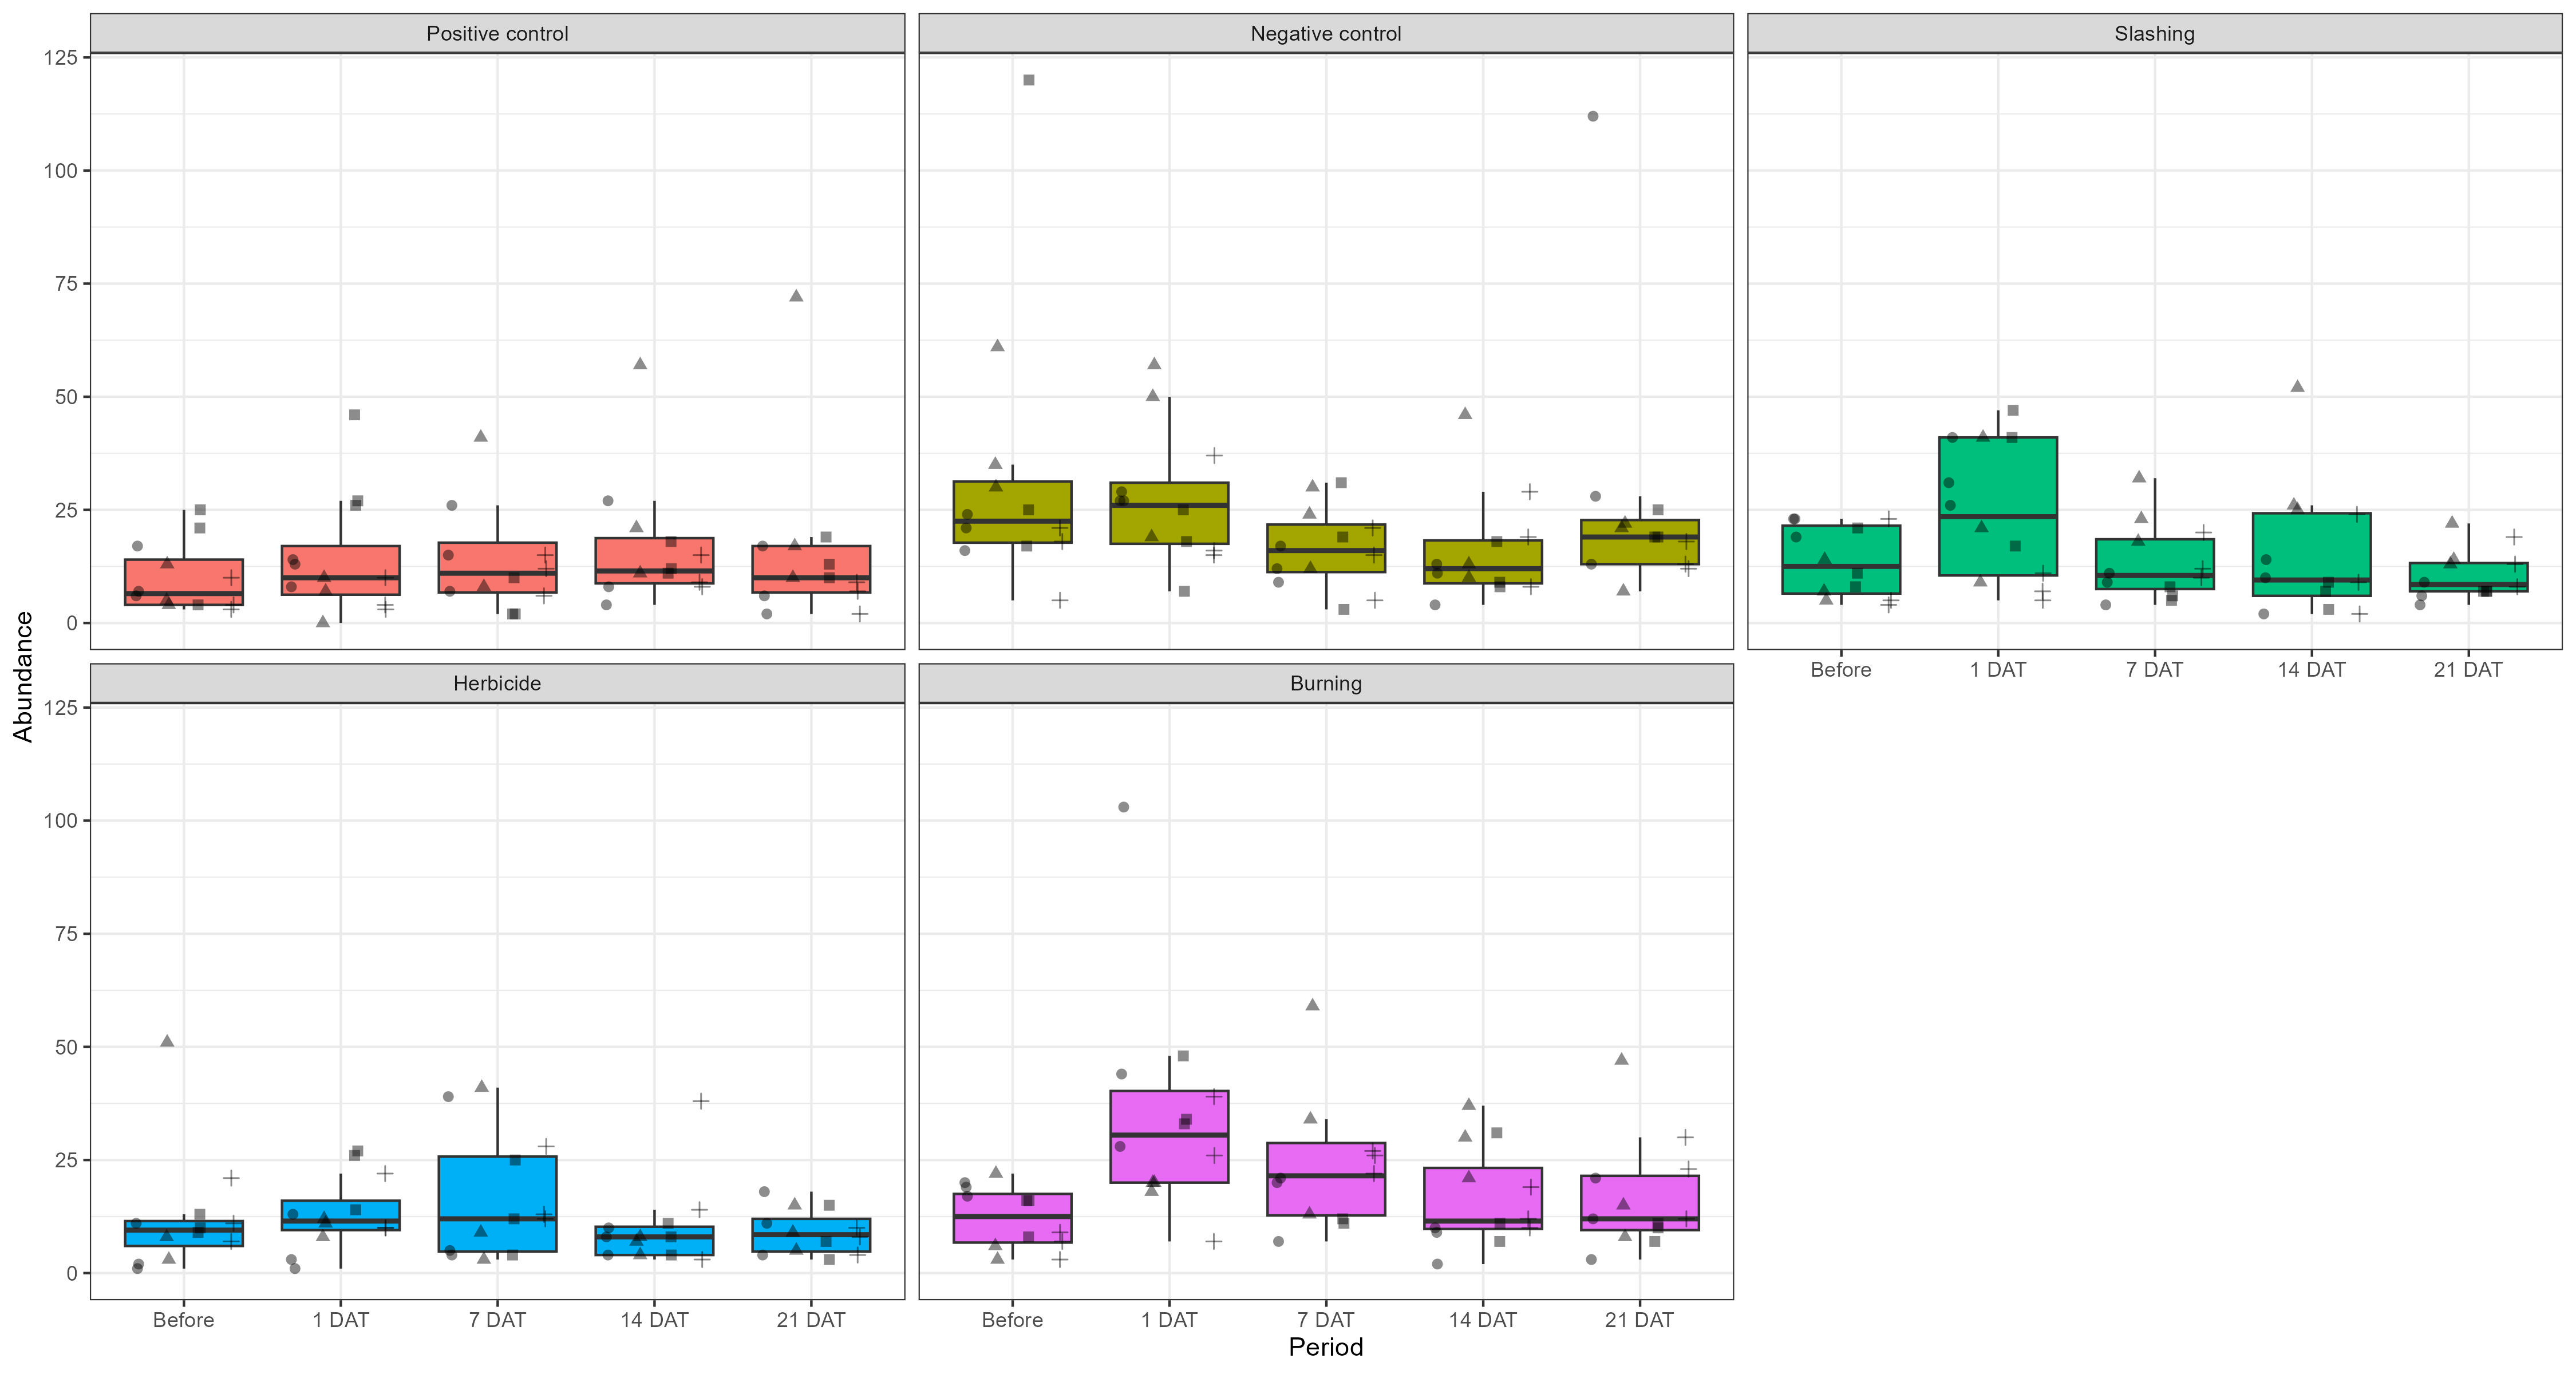 Positive control
Negative control
Slashing
125
100
75
50
25
0
Before 1 DAT 7 DAT 14 DAT 21 DAT
Abundance
Herbicide
Burning
125
100
75
50
25
0
Before 1 DAT 7 DAT 14 DAT 21 DAT
Before 1 DAT 7 DAT 14 DAT 21 DAT
Period